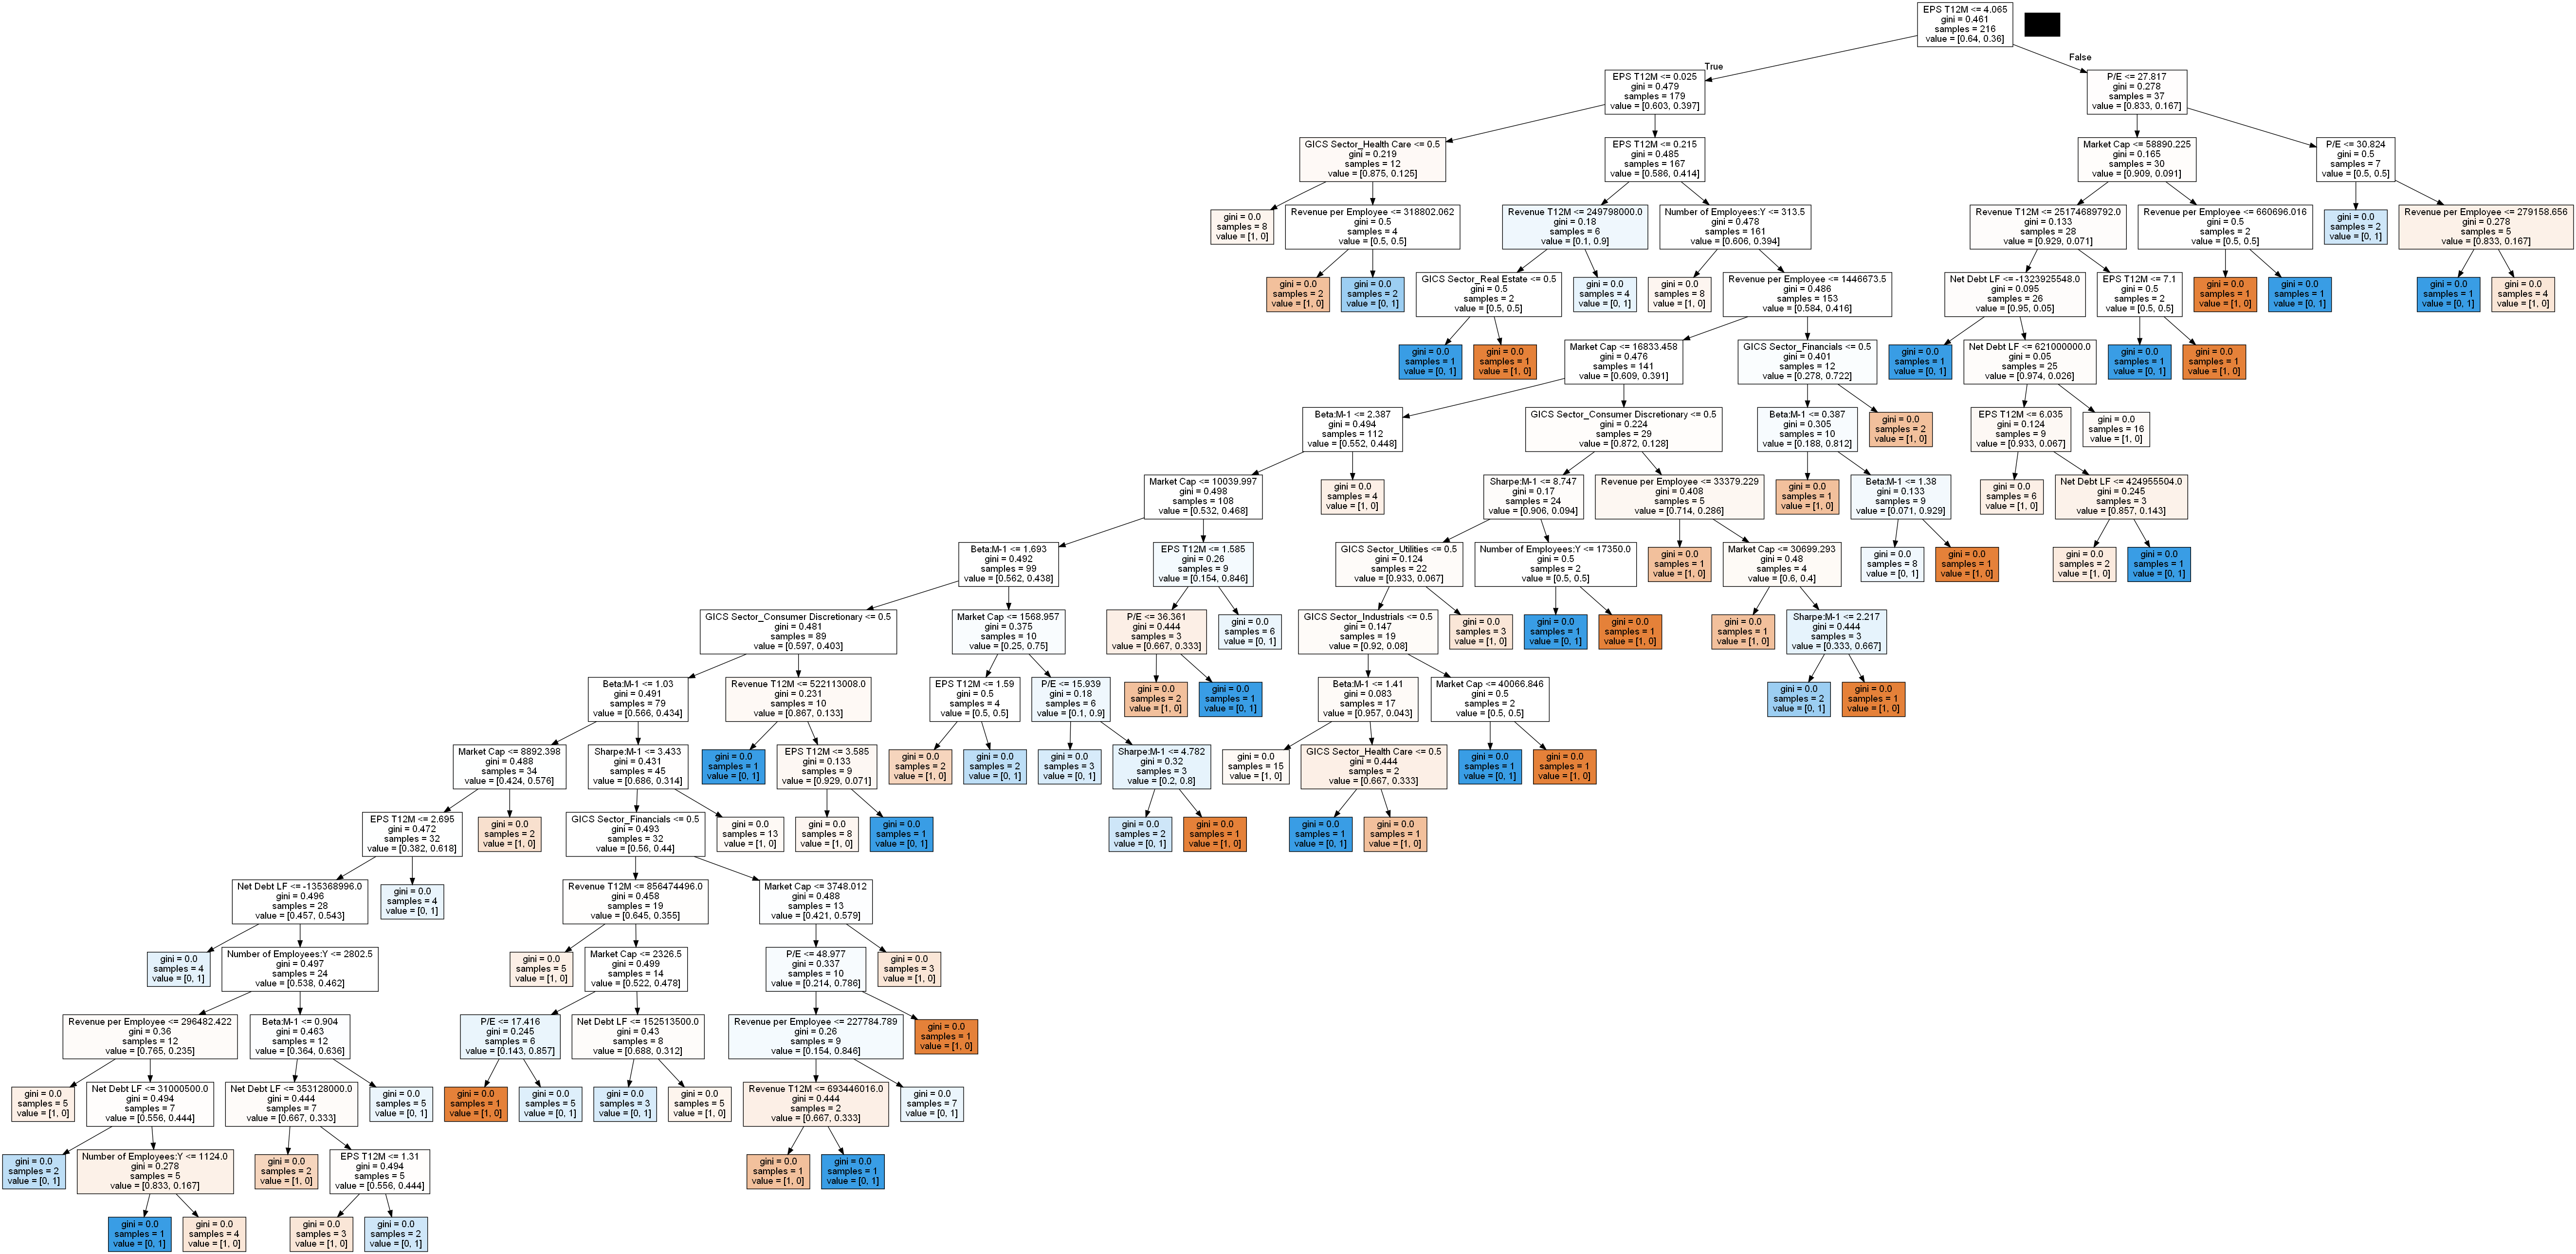 EPS T12M <= 4.065
gini = 0.461
samples = 216
value = [0.64, 0.36]
True
False
EPS T12M <= 0.025
gini = 0.479
samples = 179
value = [0.603, 0.397]
P/E <= 27.817
gini = 0.278
samples = 37
value = [0.833, 0.167]
GICS Sector_Health Care <= 0.5
gini = 0.219
samples = 12
value = [0.875, 0.125]
EPS T12M <= 0.215
gini = 0.485
samples = 167
value = [0.586, 0.414]
Market Cap <= 58890.225
gini = 0.165
samples = 30
value = [0.909, 0.091]
P/E <= 30.824
gini = 0.5
samples = 7
value = [0.5, 0.5]
gini = 0.0
samples = 8
value = [1, 0]
Revenue per Employee <= 318802.062
gini = 0.5
samples = 4
value = [0.5, 0.5]
Revenue T12M <= 249798000.0
gini = 0.18
samples = 6
value = [0.1, 0.9]
Number of Employees:Y <= 313.5
gini = 0.478
samples = 161
value = [0.606, 0.394]
Revenue T12M <= 25174689792.0
gini = 0.133
samples = 28
value = [0.929, 0.071]
Revenue per Employee <= 660696.016
gini = 0.5
samples = 2
value = [0.5, 0.5]
gini = 0.0
samples = 2
value = [0, 1]
Revenue per Employee <= 279158.656
gini = 0.278
samples = 5
value = [0.833, 0.167]
gini = 0.0
samples = 2
value = [1, 0]
gini = 0.0
samples = 2
value = [0, 1]
GICS Sector_Real Estate <= 0.5
gini = 0.5
samples = 2
value = [0.5, 0.5]
gini = 0.0
samples = 4
value = [0, 1]
gini = 0.0
samples = 8
value = [1, 0]
Revenue per Employee <= 1446673.5
gini = 0.486
samples = 153
value = [0.584, 0.416]
Net Debt LF <= -1323925548.0
gini = 0.095
samples = 26
value = [0.95, 0.05]
EPS T12M <= 7.1
gini = 0.5
samples = 2
value = [0.5, 0.5]
gini = 0.0
samples = 1
value = [1, 0]
gini = 0.0
samples = 1
value = [0, 1]
gini = 0.0
samples = 1
value = [0, 1]
gini = 0.0
samples = 4
value = [1, 0]
gini = 0.0
samples = 1
value = [0, 1]
gini = 0.0
samples = 1
value = [1, 0]
Market Cap <= 16833.458
gini = 0.476
samples = 141
value = [0.609, 0.391]
GICS Sector_Financials <= 0.5
gini = 0.401
samples = 12
value = [0.278, 0.722]
gini = 0.0
samples = 1
value = [0, 1]
Net Debt LF <= 621000000.0
gini = 0.05
samples = 25
value = [0.974, 0.026]
gini = 0.0
samples = 1
value = [0, 1]
gini = 0.0
samples = 1
value = [1, 0]
Beta:M-1 <= 2.387
gini = 0.494
samples = 112
value = [0.552, 0.448]
GICS Sector_Consumer Discretionary <= 0.5
gini = 0.224
samples = 29
value = [0.872, 0.128]
Beta:M-1 <= 0.387
gini = 0.305
samples = 10
value = [0.188, 0.812]
gini = 0.0
samples = 2
value = [1, 0]
EPS T12M <= 6.035
gini = 0.124
samples = 9
value = [0.933, 0.067]
gini = 0.0
samples = 16
value = [1, 0]
Market Cap <= 10039.997
gini = 0.498
samples = 108
value = [0.532, 0.468]
gini = 0.0
samples = 4
value = [1, 0]
Sharpe:M-1 <= 8.747
gini = 0.17
samples = 24
value = [0.906, 0.094]
Revenue per Employee <= 33379.229
gini = 0.408
samples = 5
value = [0.714, 0.286]
gini = 0.0
samples = 1
value = [1, 0]
Beta:M-1 <= 1.38
gini = 0.133
samples = 9
value = [0.071, 0.929]
gini = 0.0
samples = 6
value = [1, 0]
Net Debt LF <= 424955504.0
gini = 0.245
samples = 3
value = [0.857, 0.143]
Beta:M-1 <= 1.693
gini = 0.492
samples = 99
value = [0.562, 0.438]
EPS T12M <= 1.585
gini = 0.26
samples = 9
value = [0.154, 0.846]
GICS Sector_Utilities <= 0.5
gini = 0.124
samples = 22
value = [0.933, 0.067]
Number of Employees:Y <= 17350.0
gini = 0.5
samples = 2
value = [0.5, 0.5]
gini = 0.0
samples = 1
value = [1, 0]
Market Cap <= 30699.293
gini = 0.48
samples = 4
value = [0.6, 0.4]
gini = 0.0
samples = 8
value = [0, 1]
gini = 0.0
samples = 1
value = [1, 0]
gini = 0.0
samples = 2
value = [1, 0]
gini = 0.0
samples = 1
value = [0, 1]
GICS Sector_Consumer Discretionary <= 0.5
gini = 0.481
samples = 89
value = [0.597, 0.403]
Market Cap <= 1568.957
gini = 0.375
samples = 10
value = [0.25, 0.75]
P/E <= 36.361
gini = 0.444
samples = 3
value = [0.667, 0.333]
gini = 0.0
samples = 6
value = [0, 1]
GICS Sector_Industrials <= 0.5
gini = 0.147
samples = 19
value = [0.92, 0.08]
gini = 0.0
samples = 3
value = [1, 0]
gini = 0.0
samples = 1
value = [0, 1]
gini = 0.0
samples = 1
value = [1, 0]
gini = 0.0
samples = 1
value = [1, 0]
Sharpe:M-1 <= 2.217
gini = 0.444
samples = 3
value = [0.333, 0.667]
Beta:M-1 <= 1.03
gini = 0.491
samples = 79
value = [0.566, 0.434]
Revenue T12M <= 522113008.0
gini = 0.231
samples = 10
value = [0.867, 0.133]
EPS T12M <= 1.59
gini = 0.5
samples = 4
value = [0.5, 0.5]
P/E <= 15.939
gini = 0.18
samples = 6
value = [0.1, 0.9]
gini = 0.0
samples = 2
value = [1, 0]
gini = 0.0
samples = 1
value = [0, 1]
Beta:M-1 <= 1.41
gini = 0.083
samples = 17
value = [0.957, 0.043]
Market Cap <= 40066.846
gini = 0.5
samples = 2
value = [0.5, 0.5]
gini = 0.0
samples = 2
value = [0, 1]
gini = 0.0
samples = 1
value = [1, 0]
Market Cap <= 8892.398
gini = 0.488
samples = 34
value = [0.424, 0.576]
Sharpe:M-1 <= 3.433
gini = 0.431
samples = 45
value = [0.686, 0.314]
gini = 0.0
samples = 1
value = [0, 1]
EPS T12M <= 3.585
gini = 0.133
samples = 9
value = [0.929, 0.071]
gini = 0.0
samples = 2
value = [1, 0]
gini = 0.0
samples = 2
value = [0, 1]
gini = 0.0
samples = 3
value = [0, 1]
Sharpe:M-1 <= 4.782
gini = 0.32
samples = 3
value = [0.2, 0.8]
gini = 0.0
samples = 15
value = [1, 0]
GICS Sector_Health Care <= 0.5
gini = 0.444
samples = 2
value = [0.667, 0.333]
gini = 0.0
samples = 1
value = [0, 1]
gini = 0.0
samples = 1
value = [1, 0]
EPS T12M <= 2.695
gini = 0.472
samples = 32
value = [0.382, 0.618]
gini = 0.0
samples = 2
value = [1, 0]
GICS Sector_Financials <= 0.5
gini = 0.493
samples = 32
value = [0.56, 0.44]
gini = 0.0
samples = 13
value = [1, 0]
gini = 0.0
samples = 8
value = [1, 0]
gini = 0.0
samples = 1
value = [0, 1]
gini = 0.0
samples = 2
value = [0, 1]
gini = 0.0
samples = 1
value = [1, 0]
gini = 0.0
samples = 1
value = [0, 1]
gini = 0.0
samples = 1
value = [1, 0]
Net Debt LF <= -135368996.0
gini = 0.496
samples = 28
value = [0.457, 0.543]
gini = 0.0
samples = 4
value = [0, 1]
Revenue T12M <= 856474496.0
gini = 0.458
samples = 19
value = [0.645, 0.355]
Market Cap <= 3748.012
gini = 0.488
samples = 13
value = [0.421, 0.579]
gini = 0.0
samples = 4
value = [0, 1]
Number of Employees:Y <= 2802.5
gini = 0.497
samples = 24
value = [0.538, 0.462]
gini = 0.0
samples = 5
value = [1, 0]
Market Cap <= 2326.5
gini = 0.499
samples = 14
value = [0.522, 0.478]
P/E <= 48.977
gini = 0.337
samples = 10
value = [0.214, 0.786]
gini = 0.0
samples = 3
value = [1, 0]
Revenue per Employee <= 296482.422
gini = 0.36
samples = 12
value = [0.765, 0.235]
Beta:M-1 <= 0.904
gini = 0.463
samples = 12
value = [0.364, 0.636]
P/E <= 17.416
gini = 0.245
samples = 6
value = [0.143, 0.857]
Net Debt LF <= 152513500.0
gini = 0.43
samples = 8
value = [0.688, 0.312]
Revenue per Employee <= 227784.789
gini = 0.26
samples = 9
value = [0.154, 0.846]
gini = 0.0
samples = 1
value = [1, 0]
gini = 0.0
samples = 5
value = [1, 0]
Net Debt LF <= 31000500.0
gini = 0.494
samples = 7
value = [0.556, 0.444]
Net Debt LF <= 353128000.0
gini = 0.444
samples = 7
value = [0.667, 0.333]
gini = 0.0
samples = 5
value = [0, 1]
gini = 0.0
samples = 1
value = [1, 0]
gini = 0.0
samples = 5
value = [0, 1]
gini = 0.0
samples = 3
value = [0, 1]
gini = 0.0
samples = 5
value = [1, 0]
Revenue T12M <= 693446016.0
gini = 0.444
samples = 2
value = [0.667, 0.333]
gini = 0.0
samples = 7
value = [0, 1]
gini = 0.0
samples = 2
value = [0, 1]
Number of Employees:Y <= 1124.0
gini = 0.278
samples = 5
value = [0.833, 0.167]
gini = 0.0
samples = 2
value = [1, 0]
EPS T12M <= 1.31
gini = 0.494
samples = 5
value = [0.556, 0.444]
gini = 0.0
samples = 1
value = [1, 0]
gini = 0.0
samples = 1
value = [0, 1]
gini = 0.0
samples = 1
value = [0, 1]
gini = 0.0
samples = 4
value = [1, 0]
gini = 0.0
samples = 3
value = [1, 0]
gini = 0.0
samples = 2
value = [0, 1]